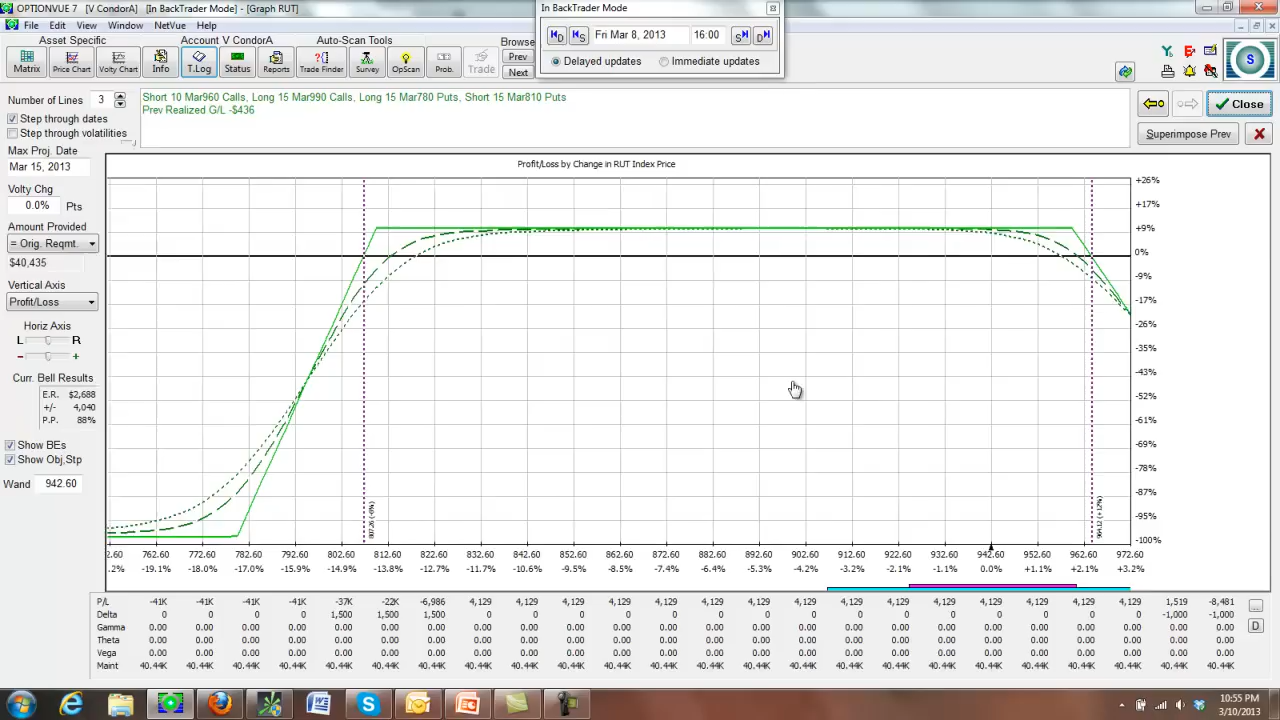 OPTIONVUE 7 [V CondorA] - [In BackTrader Mode] - [Graph RUT]
File Edit View Window NetVue Help
In BackTrader Mode
Fri Mar 8, 2013 16:00
Delayed updates Immediate updates
Asset Specific Account V CondorA Auto-Scan Tools Browse
Matrix Price Chart Volty Chart Info T.Log Status Reports Trade Finder Survey OpScan Prob. Trade
Prev
Next
Number of Lines 3
Step through dates
Step through volatilities
Max Proj. Date
Mar 15, 2013
Volty Chg
0.0% Pts
Amount Provided
= Orig. Reqmt.
$40,435
Vertical Axis
Profit/Loss
Horiz Axis
L R
- +
Curr. Bell Results
E.R. $2,688
+/- 4,040
P.P. 88%
Show BEs
Show Obj,Stp
Wand 942.60
Short 10 Mar960 Calls, Long 15 Mar990 Calls, Long 15 Mar780 Puts, Short 15 Mar810 Puts
Prev Realized G/L -$436
Close
Superimpose Prev
Profit/Loss by Change in RUT Index Price
+26%
+17%
+9%
0%
-9%
-17%
-26%
-35%
-43%
-52%
-61%
-69%
-78%
-87%
-95%
-100%
2.60 762.60 772.60 792.60 802.60 812.60 822.60 842.60 852.60 862.60 872.60 882.60 892.60 902.60 912.60 922.60 932.60 942.60 952.60 962.60 972.60
.2% -19.1% -18.0% -17.0% -15.9% -14.9% -13.8% -12.7% -11.7% -10.6% -9.5% -8.5% -7.4% -6.4% -5.3% -4.2% -3.2% -2.1% -1.1% 0.0% +1.1% +2.1% +3.2%
P/L -41K -41K -41K -41K -37K -22K -6,986 4,129 4,129 4,129 4,129 4,129 4,129 4,129 4,129 4,129 4,129 4,129 4,129 4,129 4,129 4,129 1,519 -8,481
Delta 0 0 0 0 1,500 1,500 1,500 0 0 0 0 0 0 0 0 0 0 0 0 0 0 0 -1,000 -1,000
Gamma 0.00 0.00 0.00 0.00 0.00 0.00 0.00 0.00 0.00 0.00 0.00 0.00 0.00 0.00 0.00 0.00 0.00 0.00 0.00 0.00 0.00 0.00 0.00 0.00
Theta 0.00 0.00 0.00 0.00 0.00 0.00 0.00 0.00 0.00 0.00 0.00 0.00 0.00 0.00 0.00 0.00 0.00 0.00 0.00 0.00 0.00 0.00 0.00 0.00
Vega 0.00 0.00 0.00 0.00 0.00 0.00 0.00 0.00 0.00 0.00 0.00 0.00 0.00 0.00 0.00 0.00 0.00 0.00 0.00 0.00 0.00 0.00 0.00 0.00
Maint 40.44K 40.44K 40.44K 40.44K 40.44K 40.44K 40.44K 40.44K 40.44K 40.44K 40.44K 40.44K 40.44K 40.44K 40.44K 40.44K 40.44K 40.44K 40.44K 40.44K 40.44K 40.44K 40.44K 40.44K
D
10:55 PM
3/10/2013